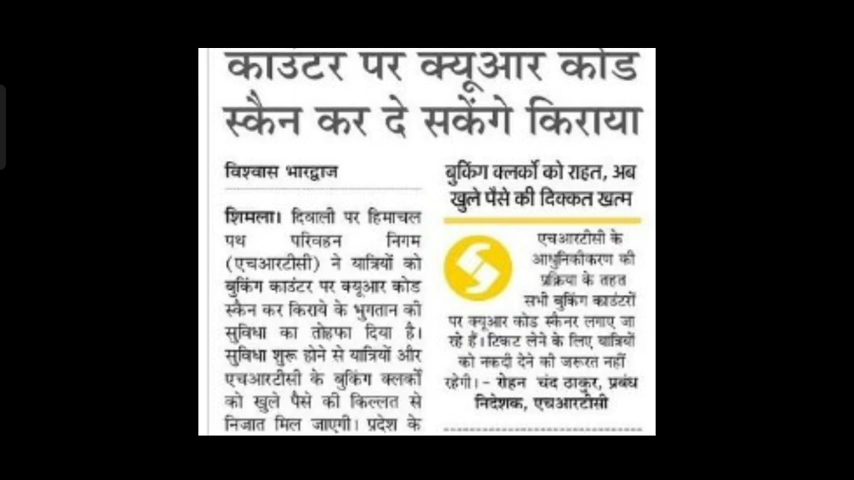 काउंटर पर क्यूआर कोड
स्कैन कर दे सकेंगे किराया
विश्वास भारद्वाज
शिमला। दिवाली पर हिमाचल
पथ परिवहन निगम
(एचआरटीसी) ने यात्रियों को
बुकिंग काउंटर पर क्यूआर कोड
स्कैन कर किराये के भुगतान की
सुविधा का तोहफा दिया है।
सुविधा शुरू होने से यात्रियों और
एचआरटीसी के बुकिंग क्लर्कों
को खुले पैसे की किल्लत से
निजात मिल जाएगी। प्रदेश के
बुकिंग क्लर्कों को राहत, अब
खुले पैसे की दिक्कत खत्म
एचआरटीसी के
आधुनिकीकरण की
प्रक्रिया के तहत
सभी बुकिंग काउंटरों
पर क्यूआर कोड स्कैनर लगाए जा
रहे हैं। टिकट लेने के लिए यात्रियों
को नकदी देने की जरूरत नहीं
रहेगी। - रोहन चंद ठाकुर, प्रबंध
निदेशक, एचआरटीसी